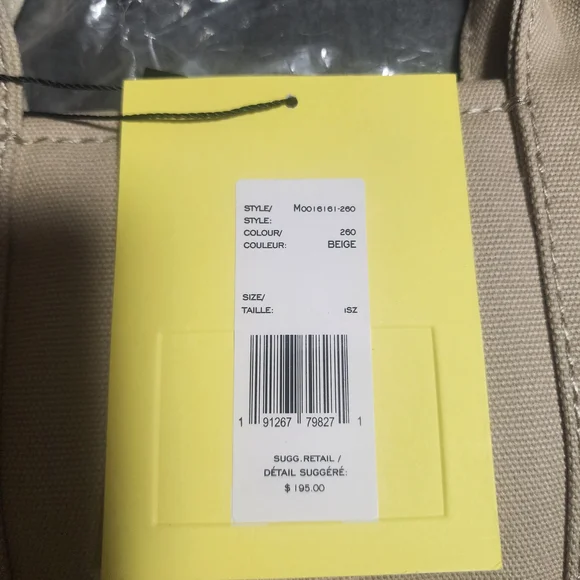 STYLE/ M0016161-260
STYLE:
COLOUR/ 260
COULEUR: BEIGE
SIZE/
TAILLE: 1SZ
1 91267 79827 1
SUGG.RETAIL /
DÉTAIL SUGGÉRÉ:
$ 195.00